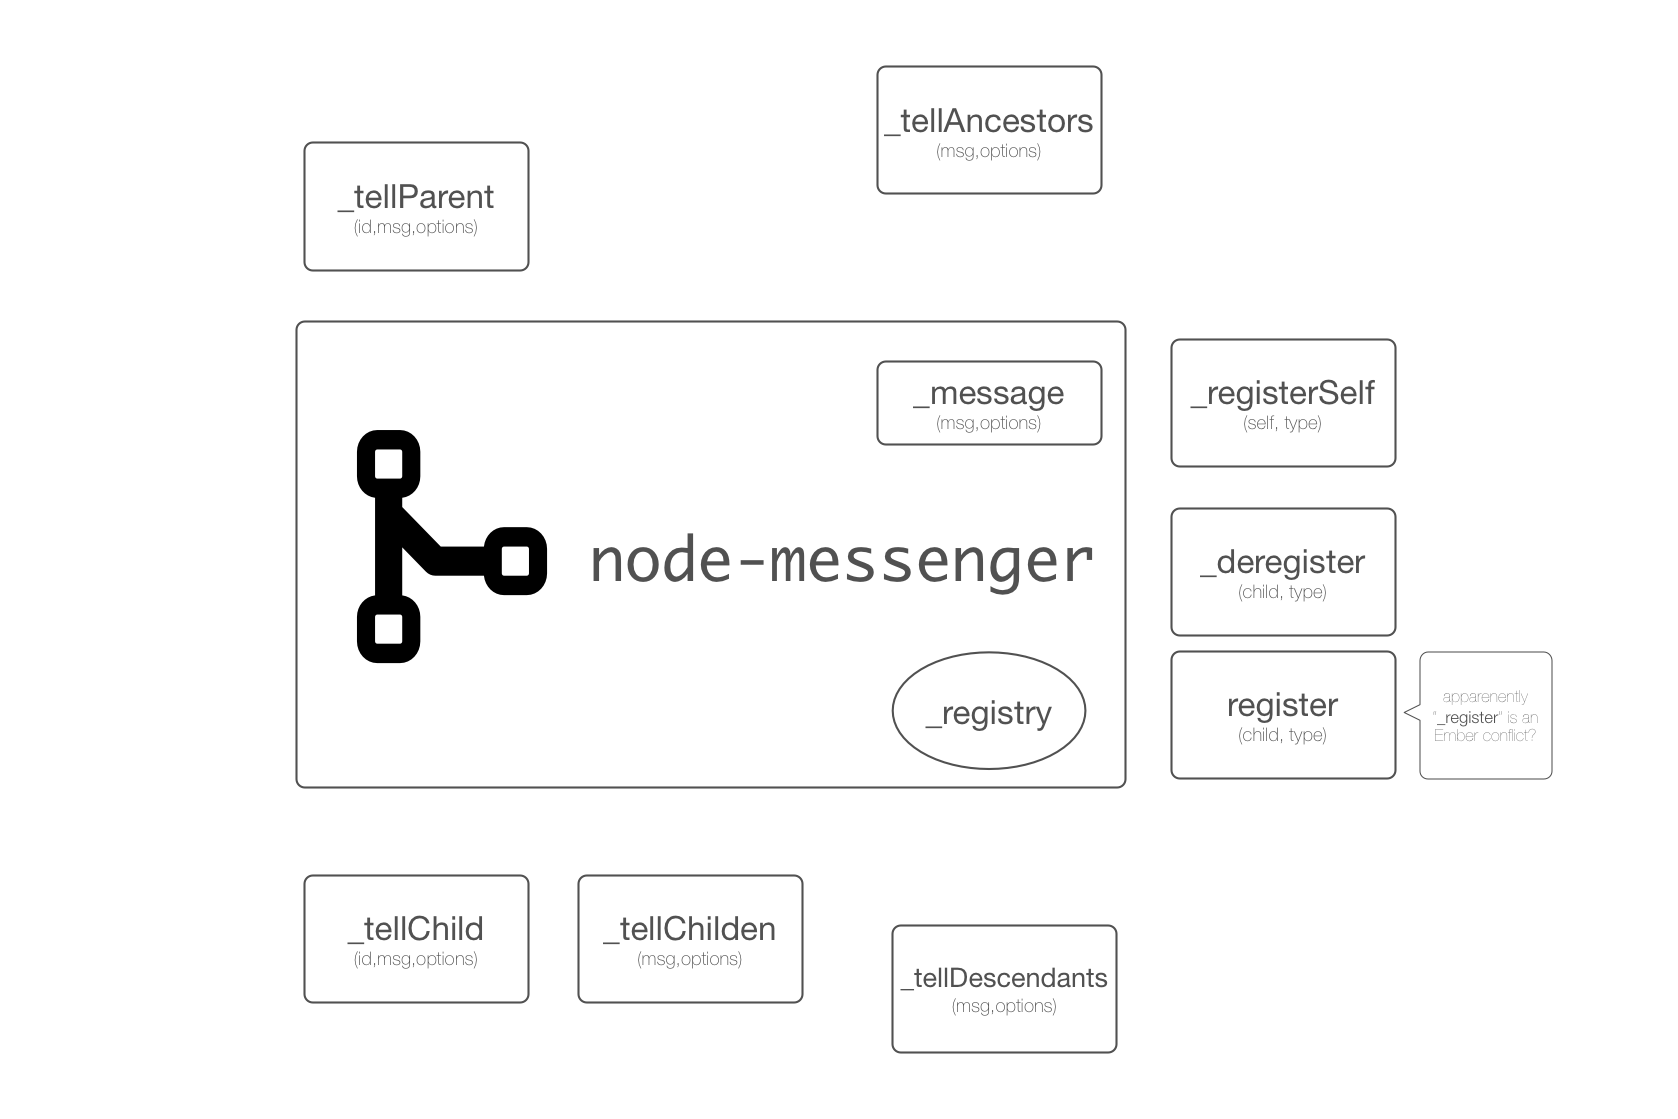 _tellAncestors
(msg,options)
_tellParent
(id,msg,options)
_message
(msg,options)
_registerSelf
(self, type)
node-messenger
_deregister
(child, type)
_registry
register
(child, type)
apparenently
"_register" is an
Ember conflict?
_tellChild
(id,msg,options)
_tellChilden
(msg,options)
_tellDescendants
(msg,options)